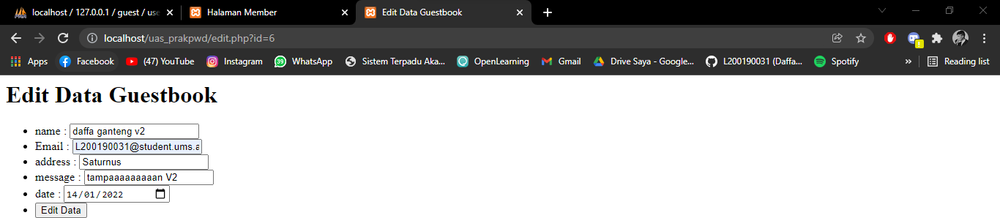 localhost / 127.0.0.1 / guest / use
Halaman Member
Edit Data Guestbook
localhost/uas_prakpwd/edit.php?id=6
Apps
Facebook
(47) YouTube
Instagram
39
WhatsApp
Sistem Terpadu Aka...
OpenLearning
Gmail
Drive Saya - Google...
L200190031 (Daffa...
Spotify
»
Reading list
Edit Data Guestbook
name : daffa ganteng v2
Email : L200190031@student.ums.a
address : Saturnus
message : tampaaaaaaaaan V2
date : 14/01/2022
Edit Data